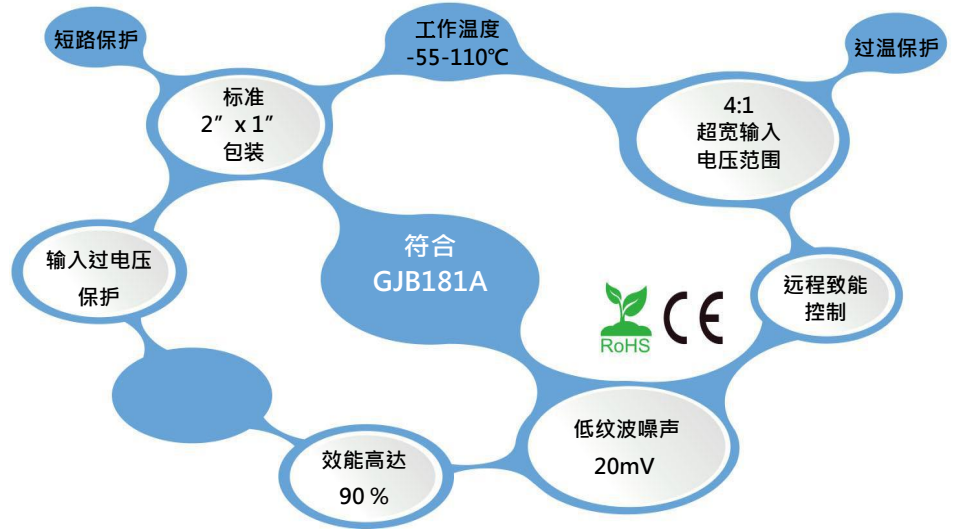 短路保护
工作温度
-55-110℃
过温保护
标准
2” x 1”
包装
4:1
超宽输入
电压范围
符合
GJB181A
输入过电压
保护
远程致能
控制
RoHS
CE
低纹波噪声
20mV
效能高达
90 %